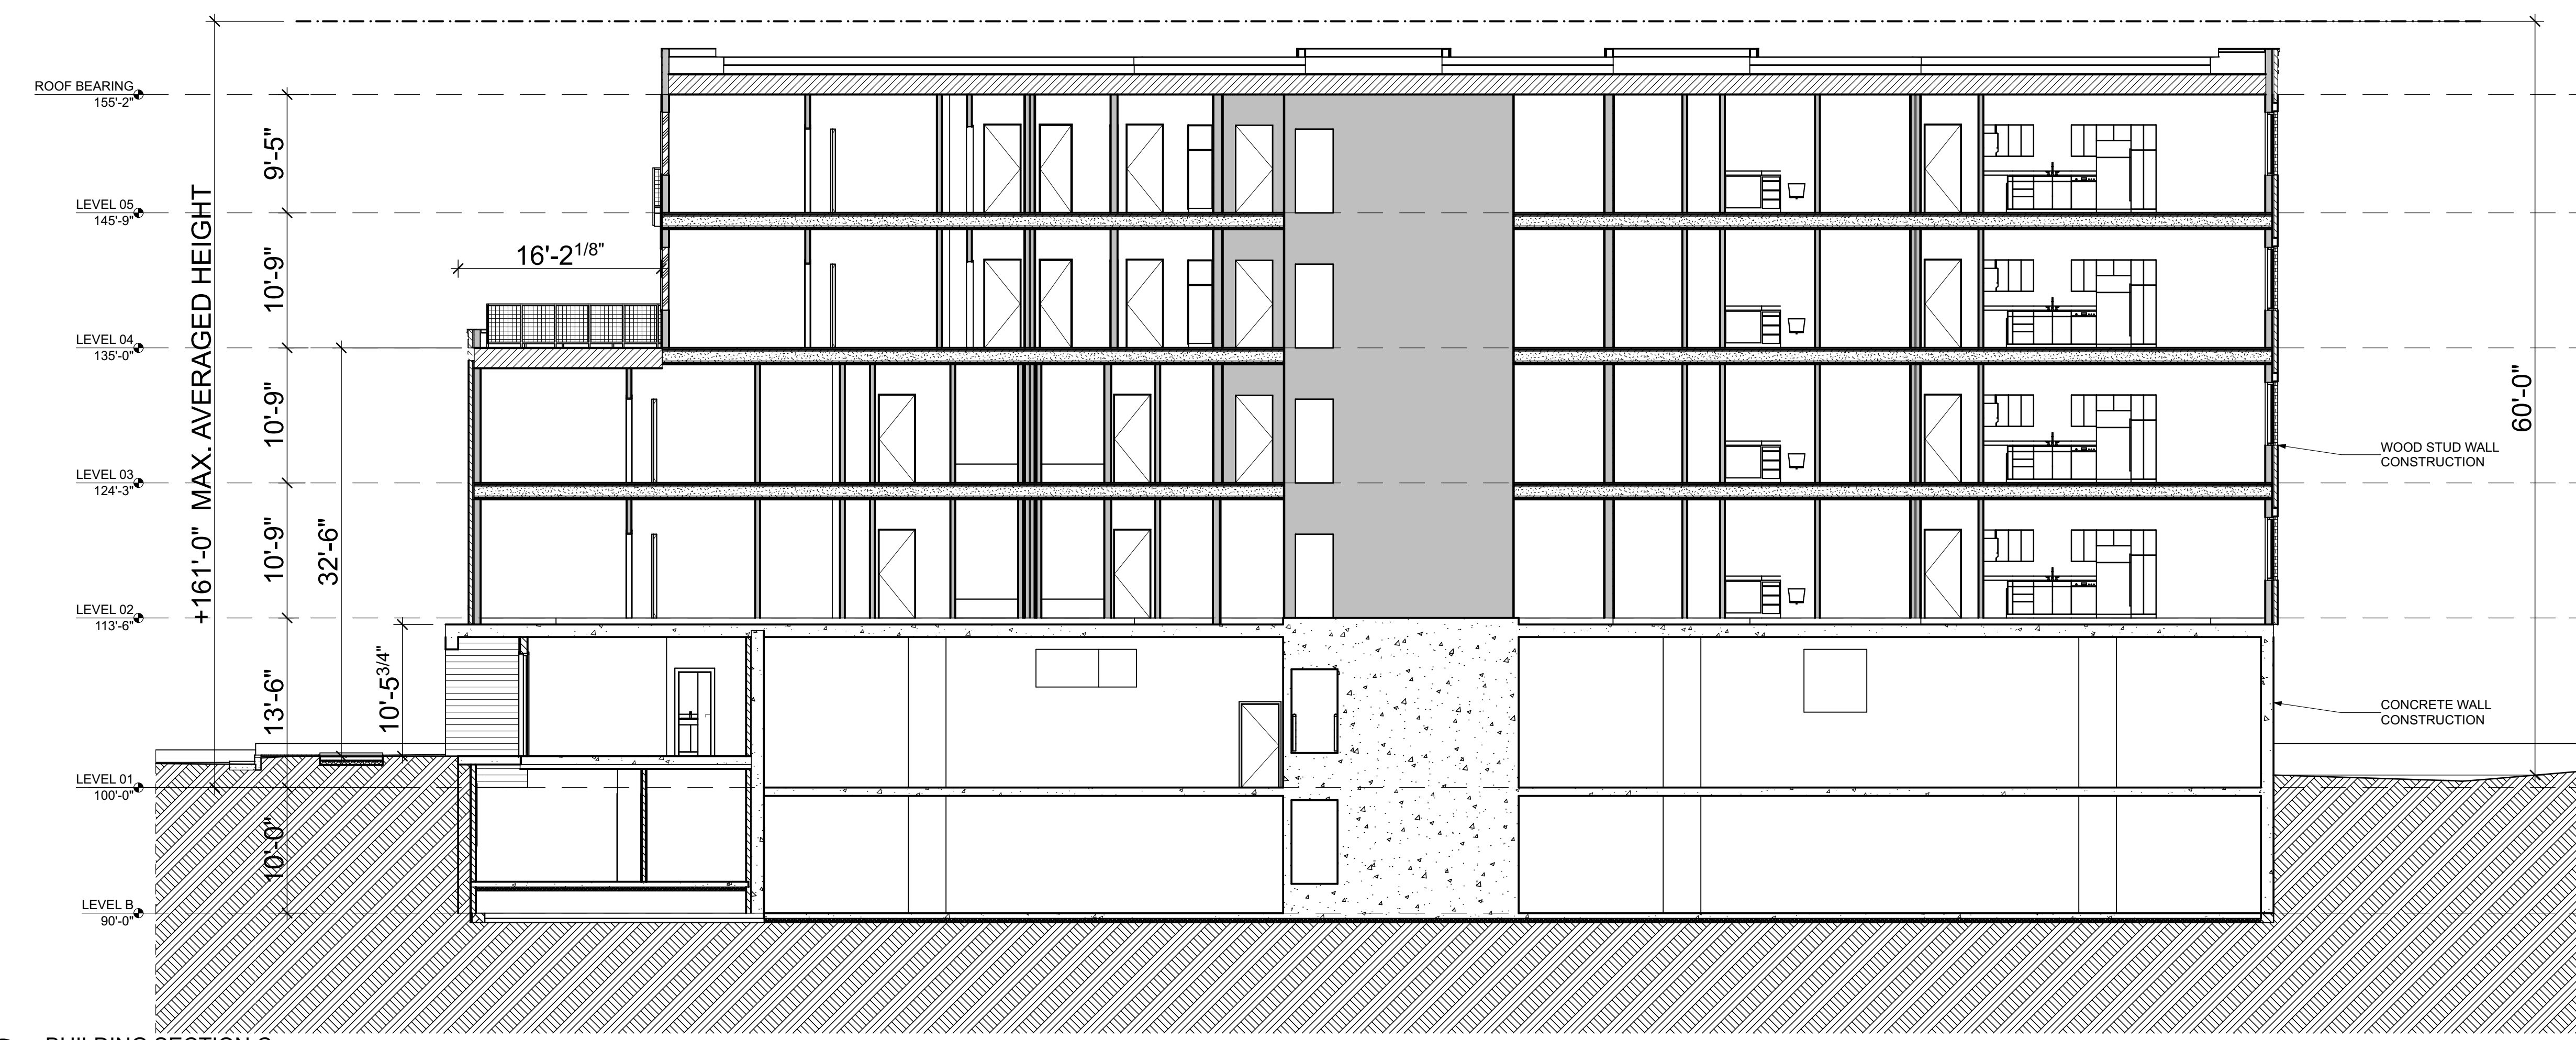 ROOF BEARING
155'-2"
LEVEL 05
145'-9"
LEVEL 04
135'-0"
LEVEL 03
124'-3"
LEVEL 02
113'-6"
LEVEL 01
100'-0"
LEVEL B
90'-0"
+161'-0" MAX. AVERAGED HEIGHT
9'-5"
10'-9"
10'-9"
10'-9"
13'-6"
10'-0"
32'-6"
10'-5 3/4"
16'-2 1/8"
60'-0"
WOOD STUD WALL
CONSTRUCTION
CONCRETE WALL
CONSTRUCTION